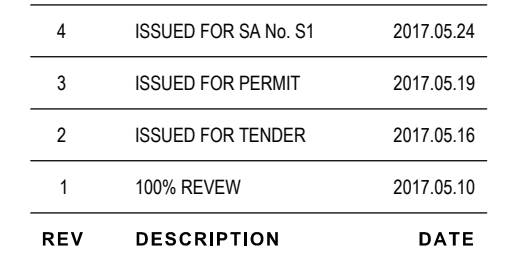 4 ISSUED FOR SA No. S1 2017.05.24
3 ISSUED FOR PERMIT 2017.05.19
2 ISSUED FOR TENDER 2017.05.16
1 100% REVEW 2017.05.10
REV DESCRIPTION DATE